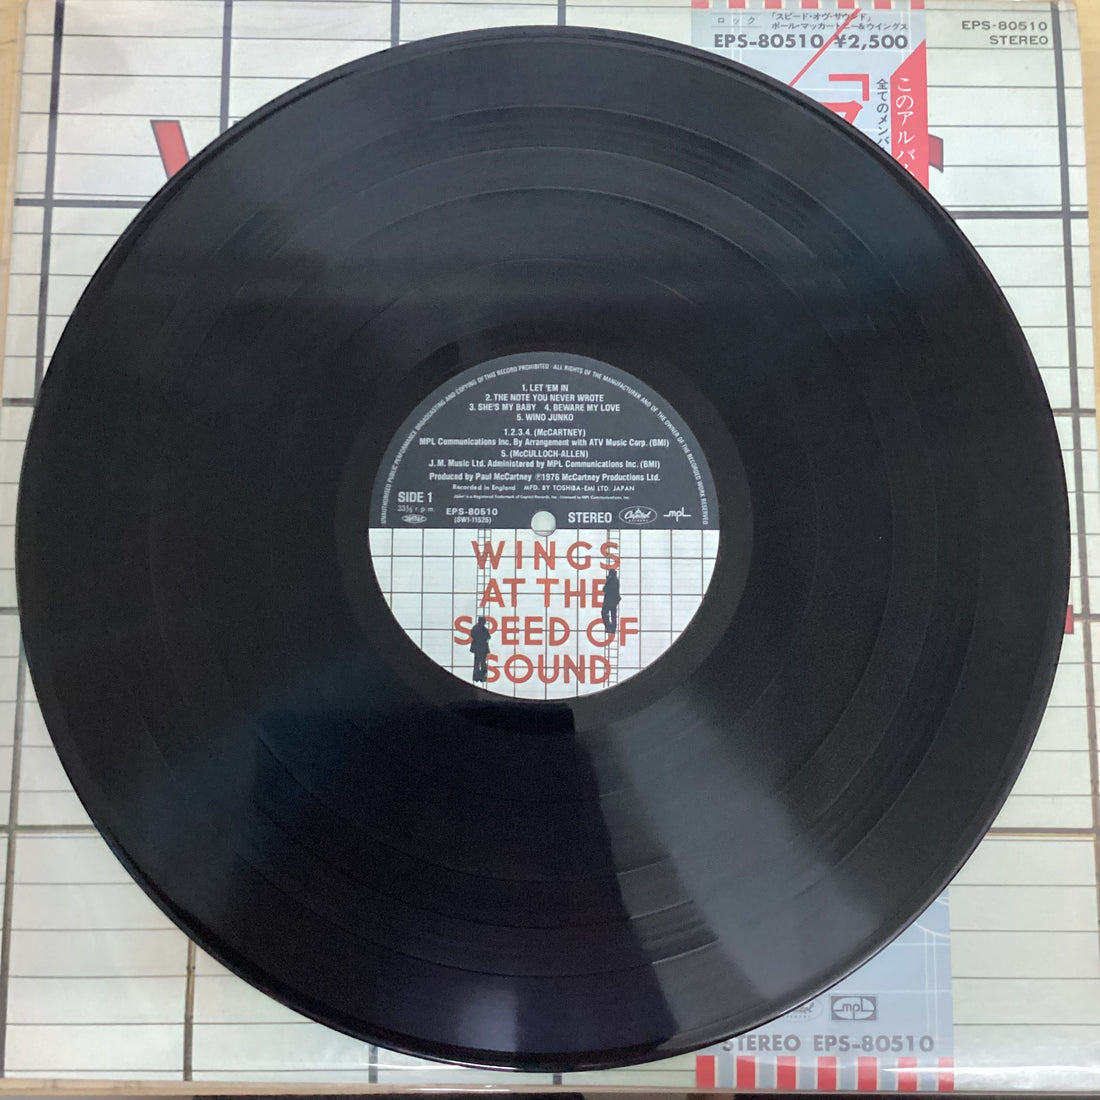 ロック 「スピード・オヴ・サウンド」
ポール・マッカートニー&ウイングス
EPS-80510 ¥2,500
EPS-80510
STEREO
このアルバ
全てのメンバ
UNAUTHORISED PUBLIC PERFORMANCE BROADCASTING AND COPYING OF THIS RECORD PROHIBITED · ALL RIGHTS OF THE MANUFACTURER AND OF THE OWNER OF THE RECORDED WORK RESERVED
1. LET 'EM IN
2. THE NOTE YOU NEVER WROTE
3. SHE'S MY BABY 4. BEWARE MY LOVE
5. WINO JUNKO
1.2.3.4. (McCARTNEY)
MPL Communications Inc. By Arrangement with ATV Music Corp. (BMI)
5. (McCULLOCH-ALLEN)
J. M. Music Ltd. Administered by MPL Communications Inc. (BMI)
Produced by Paul McCartney Ⓟ1976 McCartney Productions Ltd.
Recorded in England MFD. BY TOSHIBA-EMI LTD. JAPAN
SIDE 1
33⅓ r.p.m.
EPS-80510
(SW1-11525)
STEREO
Capitol
MPL
WINGS
AT THE
SPEED OF
SOUND
Capitol
MPL
STEREO EPS-80510